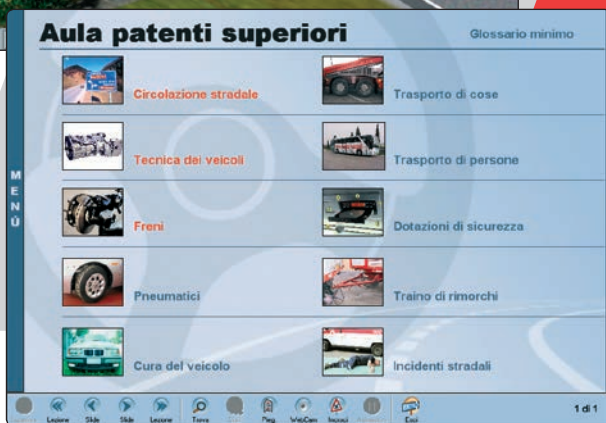 Aula patenti superiori
Glossario minimo
MENÙ
Circolazione stradale
Trasporto di cose
Tecnica dei veicoli
Trasporto di persone
Freni
Dotazioni di sicurezza
Pneumatici
Traino di rimorchi
Cura del veicolo
Incidenti stradali
Lezione
Slide
Slide
Lezione
Trova
Plug
WebCam
Incroci
Esci
1 di 1